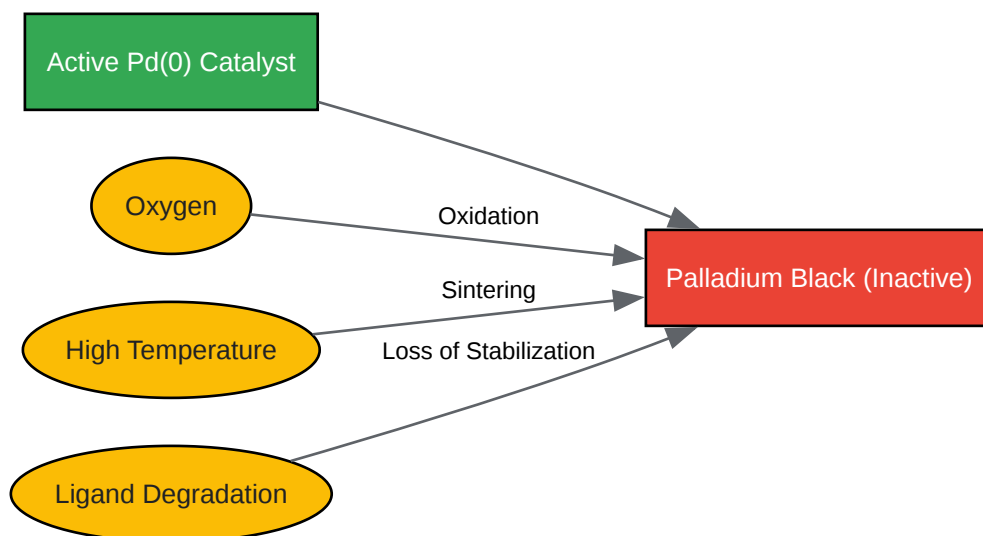 Active Pd(0) Catalyst
Oxygen
Oxidation
Palladium Black (Inactive)
Sintering
High Temperature
Loss of Stabilization
Ligand Degradation